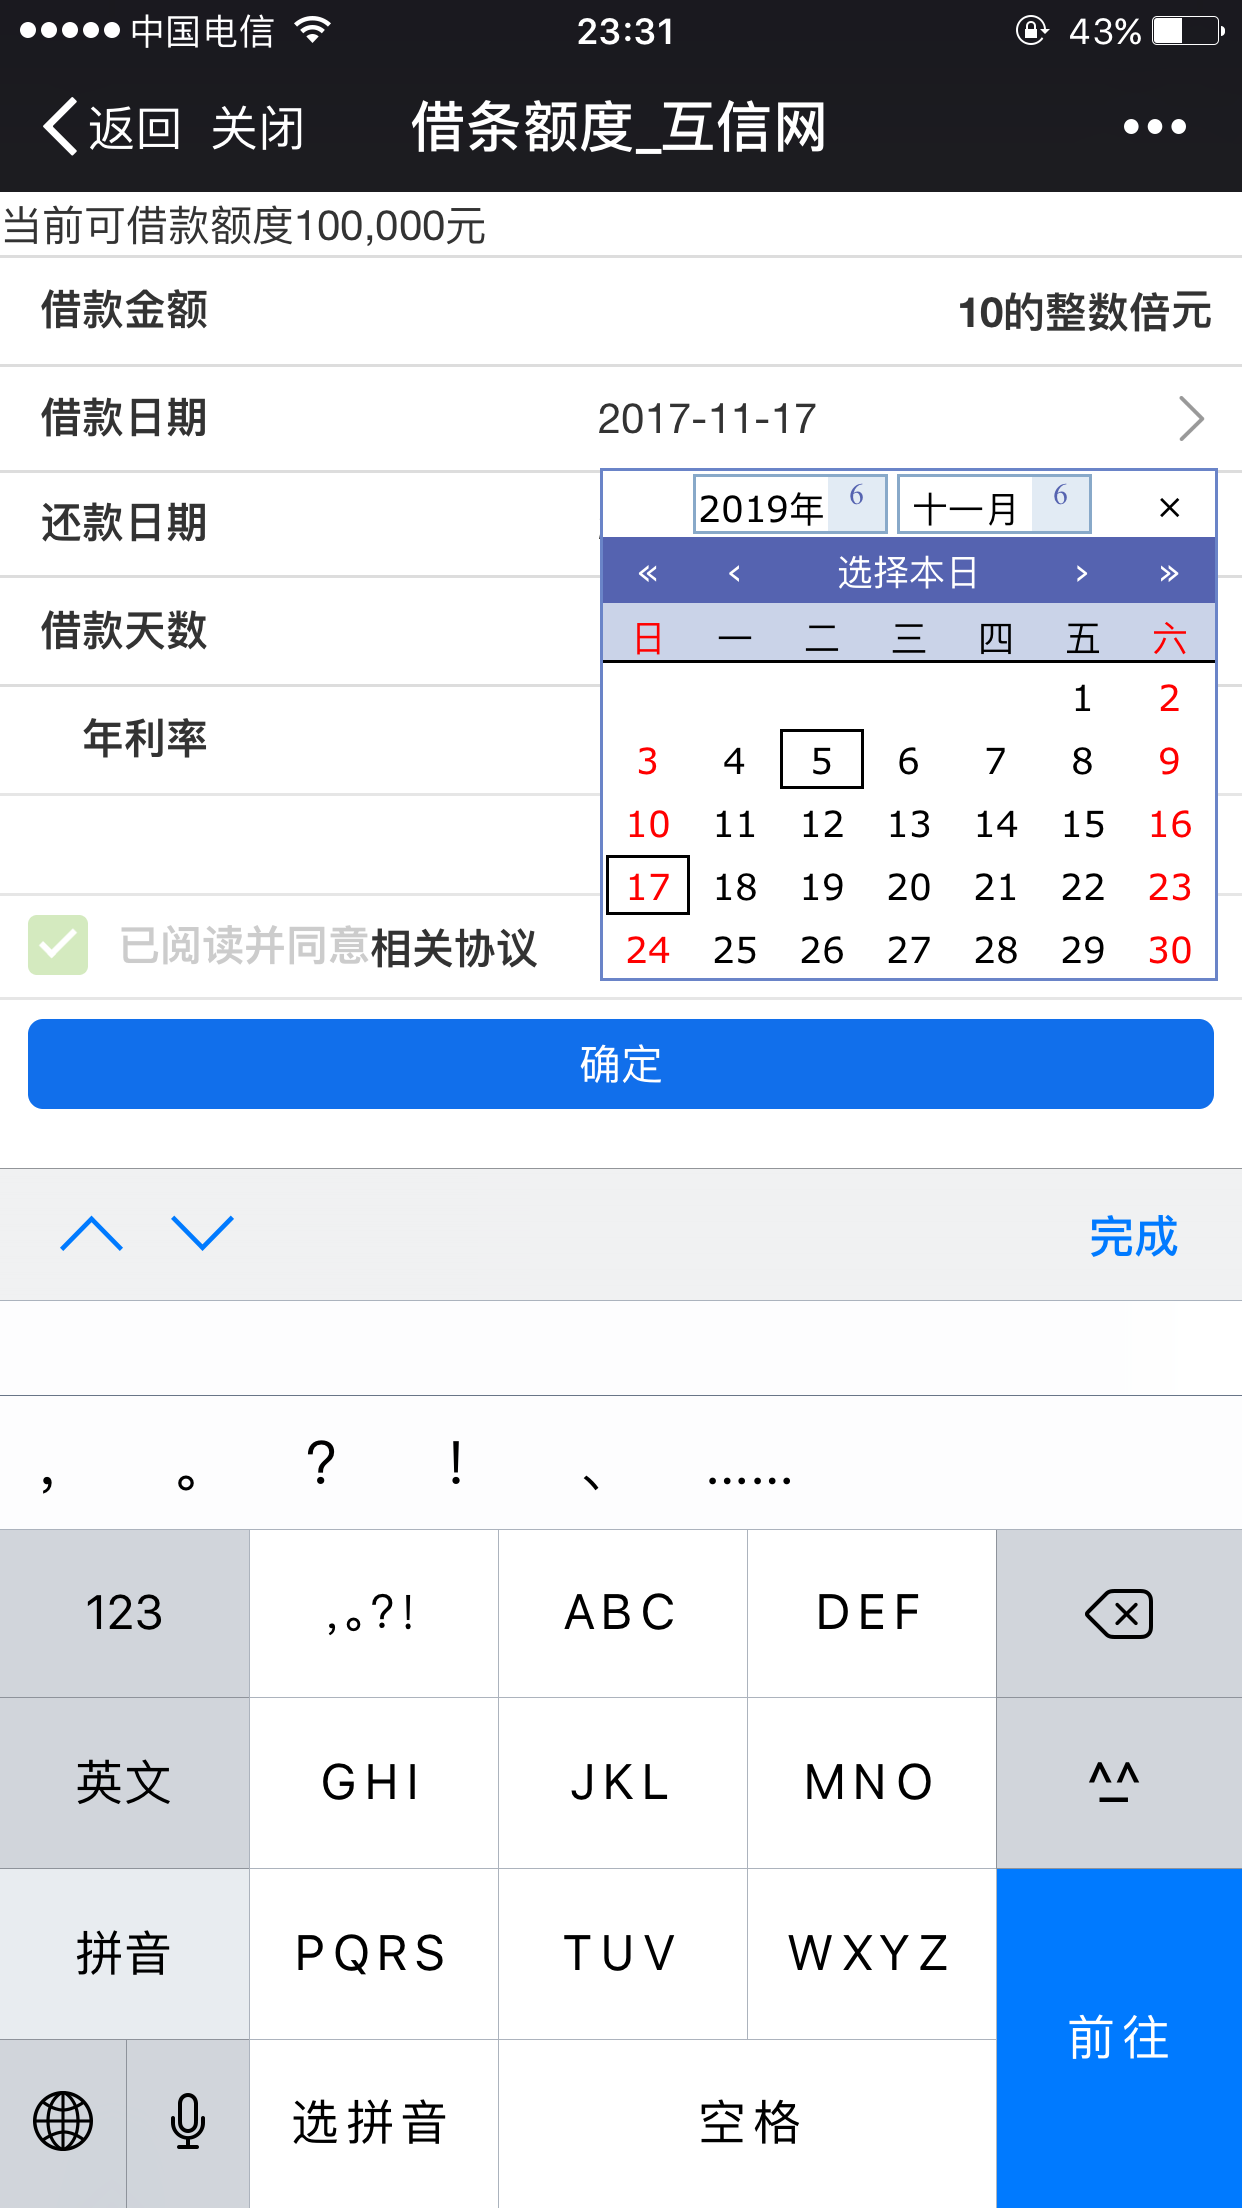 中国电信 23:31 43%
返回 关闭 借条额度_互信网
当前可借款额度100,000元
借款金额 10的整数倍元
借款日期 2017-11-17
还款日期
借款天数
年利率
2019年 6 十一月 6 ×
« ‹ 选择本日 › »
日 一 二 三 四 五 六
1 2
3 4 5 6 7 8 9
10 11 12 13 14 15 16
17 18 19 20 21 22 23
24 25 26 27 28 29 30
已阅读并同意相关协议
确定
完成
， 。 ? ! 、 ……
123 ,。?! ABC DEF
英文 GHI JKL MNO ^_^
拼音 PQRS TUV WXYZ
前往
选拼音 空格